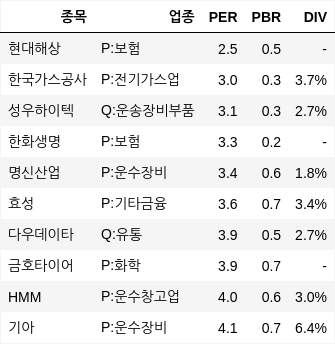 종목 업종 PER PBR DIV
현대해상 P:보험 2.5 0.5 -
한국가스공사 P:전기가스업 3.0 0.3 3.7%
성우하이텍 Q:운송장비부품 3.1 0.3 2.7%
한화생명 P:보험 3.3 0.2 -
명신산업 P:운수장비 3.4 0.6 1.8%
효성 P:기타금융 3.6 0.7 3.4%
다우데이타 Q:유통 3.9 0.5 2.7%
금호타이어 P:화학 3.9 0.7 -
HMM P:운수창고업 4.0 0.6 3.0%
기아 P:운수장비 4.1 0.7 6.4%